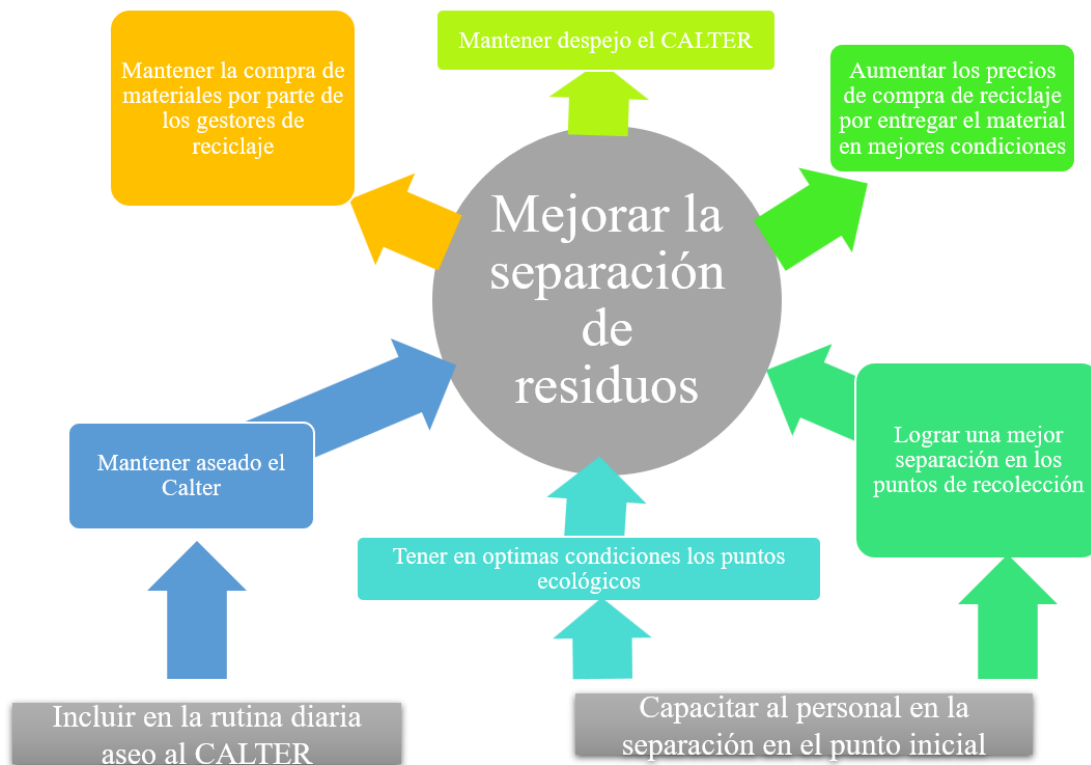 Mantener la compra de
materiales por parte de
los gestores de
reciclaje
Mantener despejo el CALTER
Aumentar los precios
de compra de reciclaje
por entregar el material
en mejores condiciones
Mejorar la
separación
de
residuos
Mantener aseado el
Calter
Tener en optimas condiciones los puntos
ecológicos
Lograr una mejor
separación en los
puntos de recolección
Incluir en la rutina diaria
aseo al CALTER
Capacitar al personal en la
separación en el punto inicial